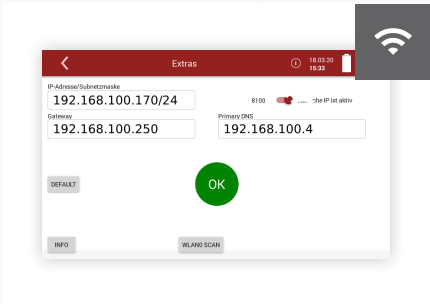 Extras
18.03.20
15:33
IP-Adresse/Subnetzmaske
192.168.100.170/24
8100
che IP ist aktiv
Gateway
Primary DNS
192.168.100.250
192.168.100.4
DEFAULT
OK
INFO
WLAN0 SCAN